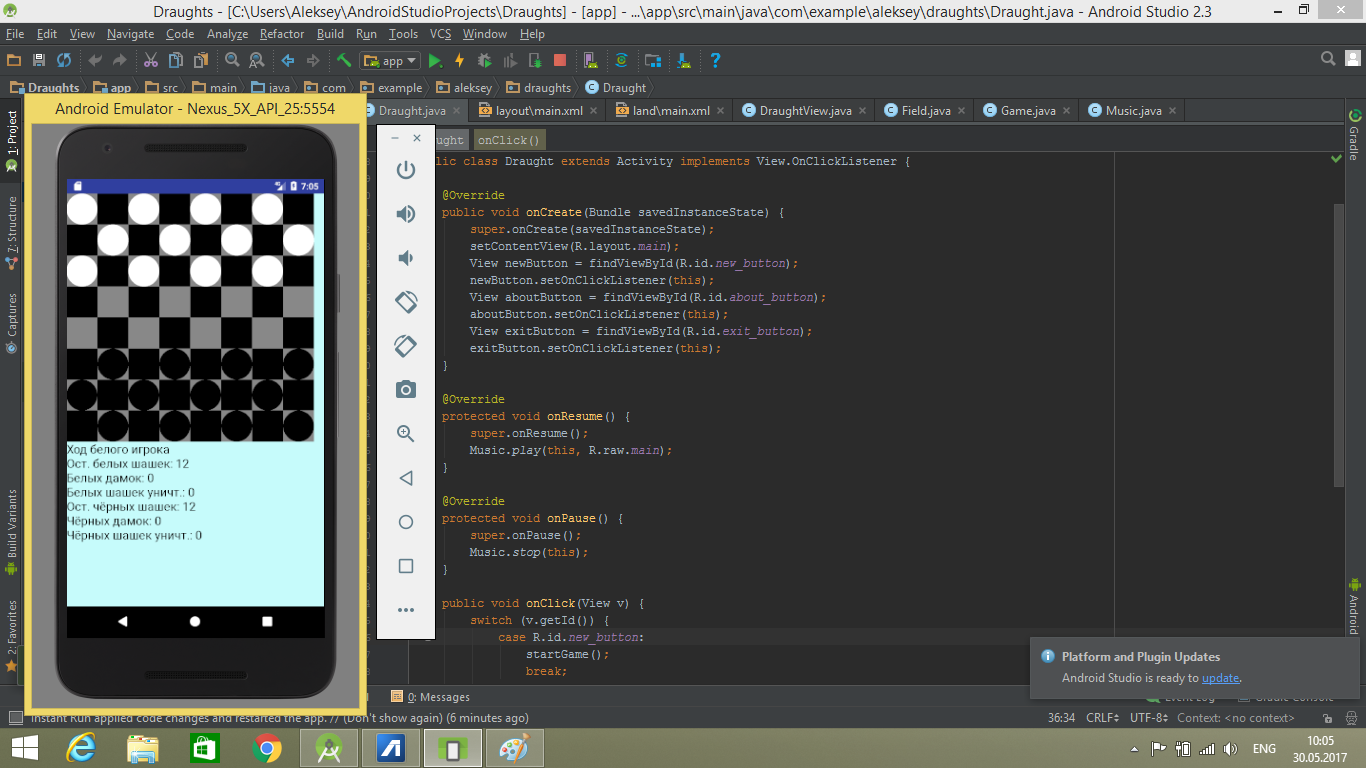 Draughts - [C:\Users\Aleksey\AndroidStudioProjects\Draughts] - [app] - ...\app\src\main\java\com\example\aleksey\draughts\Draught.java - Android Studio 2.3
File Edit View Navigate Code Analyze Refactor Build Run Tools VCS Window Help
app
Draughts app src main java com example aleksey draughts Draught
Android Emulator - Nexus_5X_API_25:5554
Draught.java layout\main.xml land\main.xml DraughtView.java Field.java Game.java Music.java
ught onClick()
1: Project
7: Structure
Captures
Build Variants
2: Favorites
7:05
Ход белого игрока
Ост. белых шашек: 12
Белых дамок: 0
Белых шашек уничт.: 0
Ост. чёрных шашек: 12
Чёрных дамок: 0
Чёрных шашек уничт.: 0
lic class Draught extends Activity implements View.OnClickListener {
@Override
public void onCreate(Bundle savedInstanceState) {
super.onCreate(savedInstanceState);
setContentView(R.layout.main);
View newButton = findViewById(R.id.new_button);
newButton.setOnClickListener(this);
View aboutButton = findViewById(R.id.about_button);
aboutButton.setOnClickListener(this);
View exitButton = findViewById(R.id.exit_button);
exitButton.setOnClickListener(this);
}
@Override
protected void onResume() {
super.onResume();
Music.play(this, R.raw.main);
}
@Override
protected void onPause() {
super.onPause();
Music.stop(this);
}
public void onClick(View v) {
switch (v.getId()) {
case R.id.new_button:
startGame();
break;
Gradle
Android
Platform and Plugin Updates
Android Studio is ready to update.
0: Messages
Event Log Gradle Console
Instant Run applied code changes and restarted the app. // (Don't show again) (6 minutes ago)
36:34 CRLF UTF-8 Context: <no context>
ENG
10:05
30.05.2017